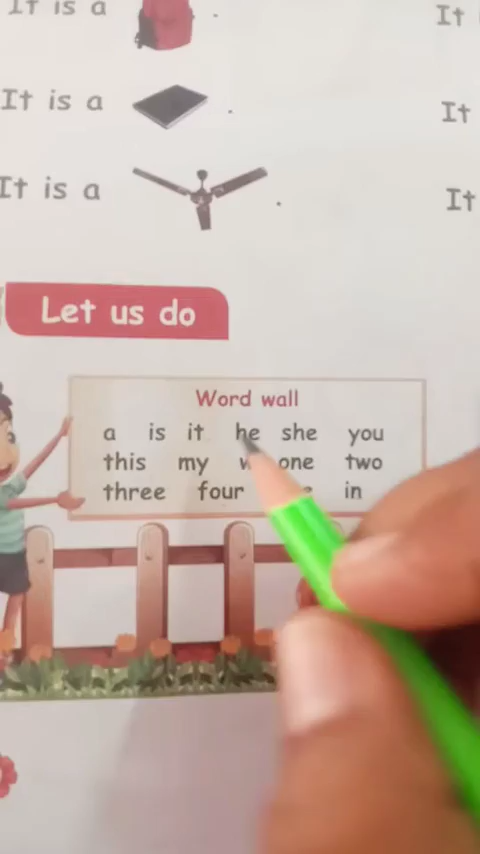 It is a .
It
It is a .
It
It is a .
It
Let us do
Word wall
a is it he she you
this my one two
three four in